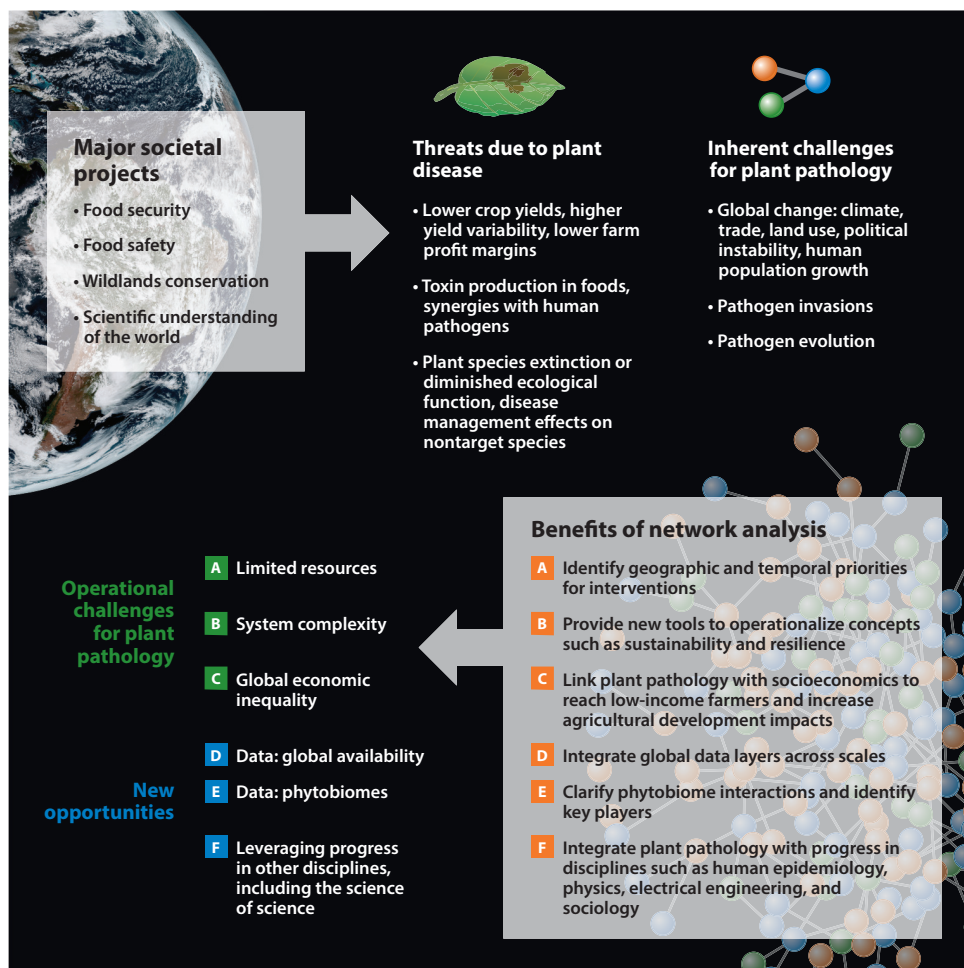 Major societal
projects
• Food security
• Food safety
• Wildlands conservation
• Scientific understanding
of the world
Threats due to plant
disease
• Lower crop yields, higher
yield variability, lower farm
profit margins
• Toxin production in foods,
synergies with human
pathogens
• Plant species extinction or
diminished ecological
function, disease
management effects on
nontarget species
Inherent challenges
for plant pathology
• Global change: climate,
trade, land use, political
instability, human
population growth
• Pathogen invasions
• Pathogen evolution
Operational
challenges
for plant
pathology
A Limited resources
B System complexity
C Global economic
inequality
New
opportunities
D Data: global availability
E Data: phytobiomes
F Leveraging progress
in other disciplines,
including the science
of science
Benefits of network analysis
A Identify geographic and temporal priorities
for interventions
B Provide new tools to operationalize concepts
such as sustainability and resilience
C Link plant pathology with socioeconomics to
reach low-income farmers and increase
agricultural development impacts
D Integrate global data layers across scales
E Clarify phytobiome interactions and identify
key players
F Integrate plant pathology with progress in
disciplines such as human epidemiology,
physics, electrical engineering, and
sociology